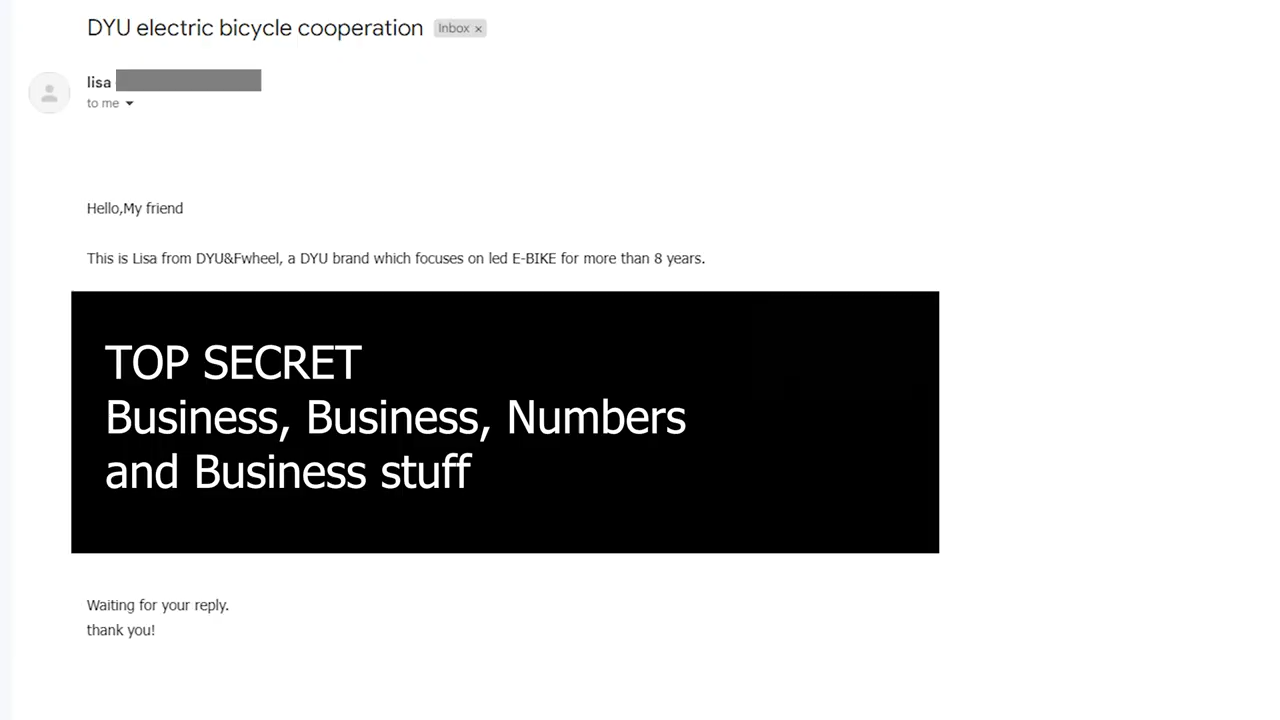 DYU electric bicycle cooperation Inbox ×
lisa
to me
Hello,My friend
This is Lisa from DYU&Fwheel, a DYU brand which focuses on led E-BIKE for more than 8 years.
TOP SECRET
Business, Business, Numbers
and Business stuff
Waiting for your reply.
thank you!